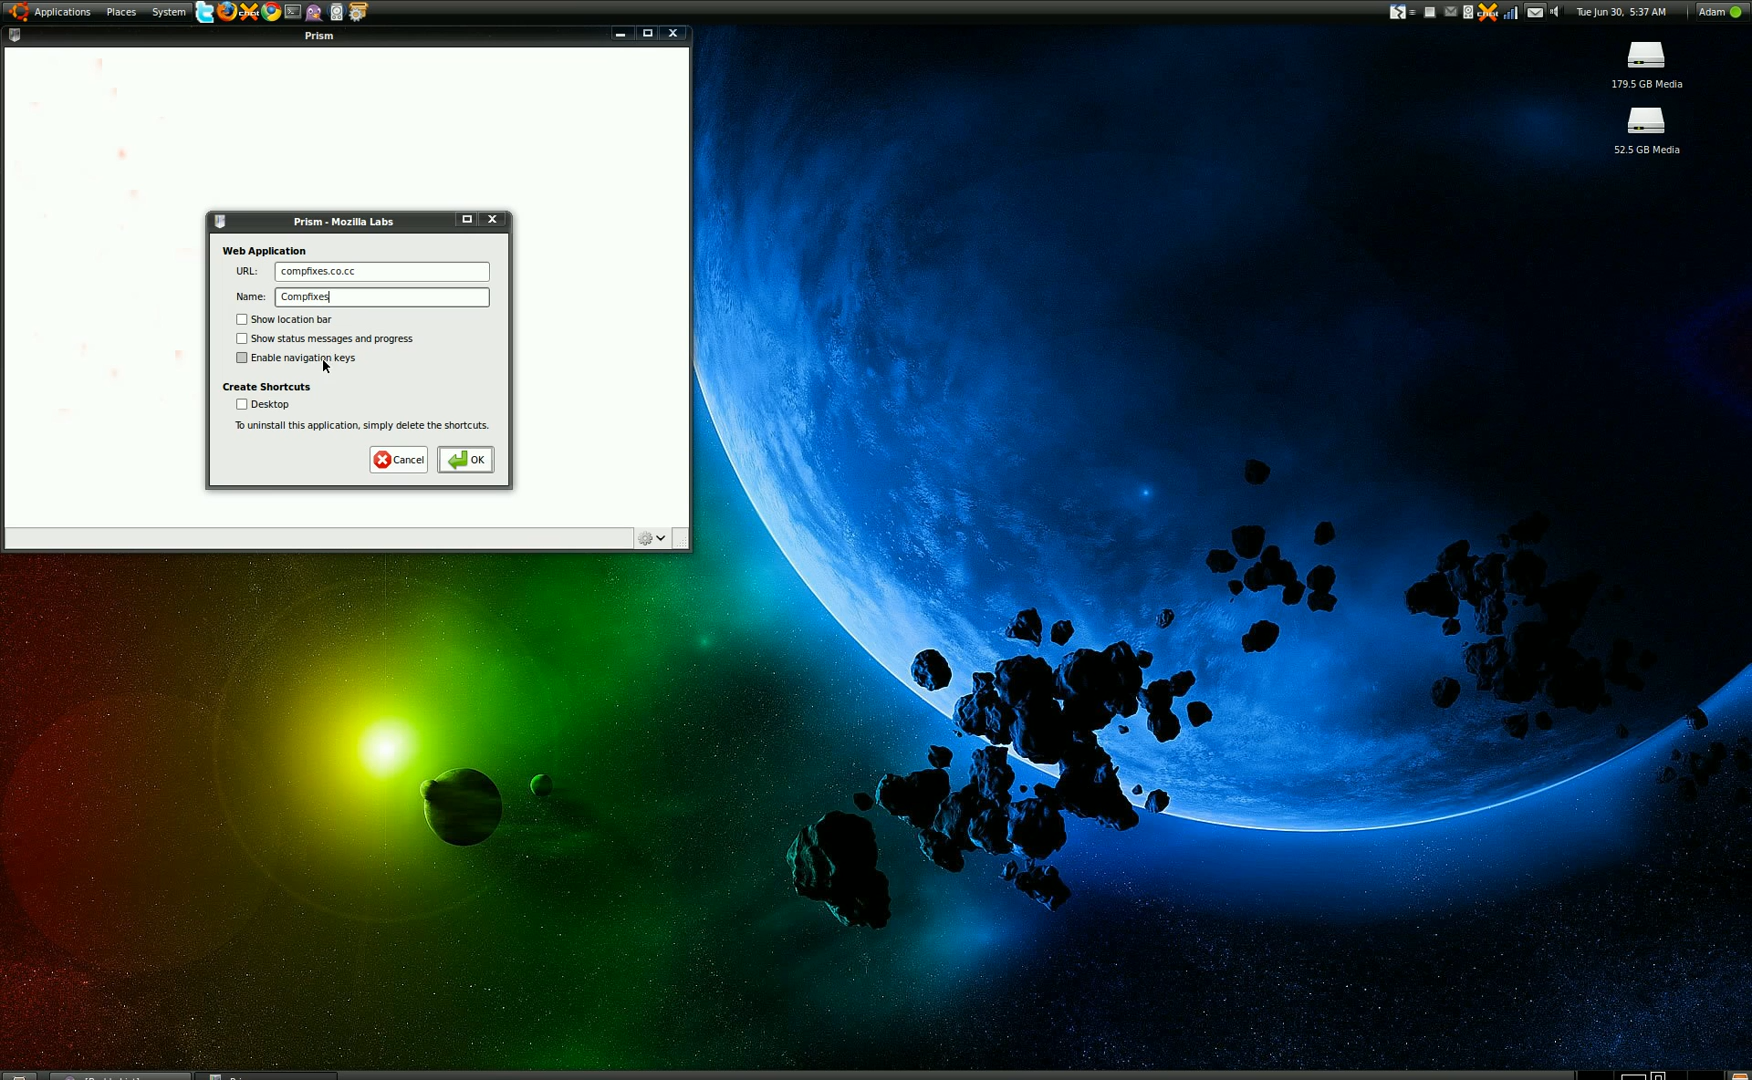 Applications Places System
Tue Jun 30, 5:37 AM Adam
Prism
179.5 GB Media
52.5 GB Media
Prism - Mozilla Labs
Web Application
URL: compfixes.co.cc
Name: Compfixes
Show location bar
Show status messages and progress
Enable navigation keys
Create Shortcuts
Desktop
To uninstall this application, simply delete the shortcuts.
Cancel OK